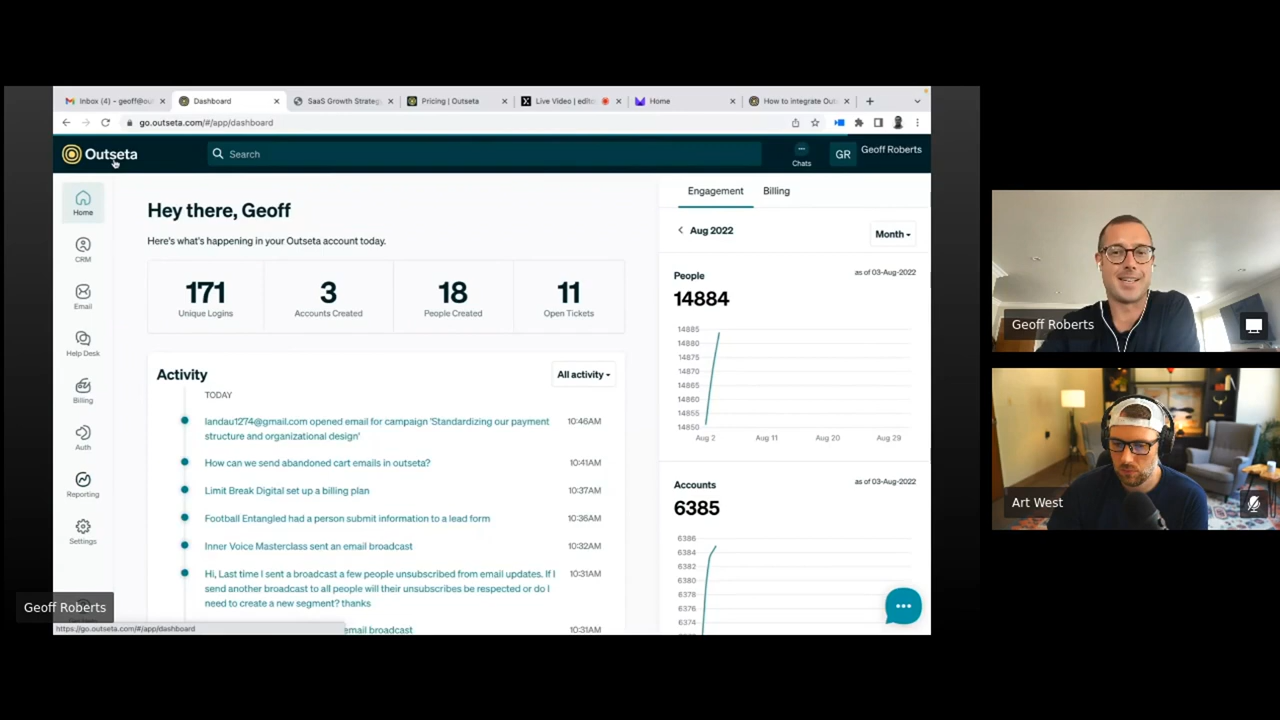 Inbox (4) – geoff@out
Dashboard
SaaS Growth Strateg
Pricing | Outseta
Live Video | edito
Home
How to integrate Out
go.outseta.com/#/app/dashboard
Outseta
Search
Chats
GR
Geoff Roberts
Home
CRM
Email
Help Desk
Billing
Auth
Reporting
Settings
Hey there, Geoff
Here's what's happening in your Outseta account today.
171
Unique Logins
3
Accounts Created
18
People Created
11
Open Tickets
Activity
All activity
TODAY
landau1274@gmail.com opened email for campaign 'Standardizing our payment
structure and organizational design'
10:46AM
How can we send abandoned cart emails in outseta?
10:41AM
Limit Break Digital set up a billing plan
10:37AM
Football Entangled had a person submit information to a lead form
10:36AM
Inner Voice Masterclass sent an email broadcast
10:32AM
Hi, Last time I sent a broadcast a few people unsubscribed from email updates. If I
send another broadcast to all people will their unsubscribes be respected or do I
need to create a new segment? thanks
10:31AM
email broadcast
10:31AM
Engagement
Billing
Aug 2022
Month
People
as of 03-Aug-2022
14884
14885
14880
14875
14870
14865
14860
14855
14850
Aug 2
Aug 11
Aug 20
Aug 29
Accounts
as of 03-Aug-2022
6385
6386
6384
6382
6380
6378
6376
6374
Geoff Roberts
https://go.outseta.com/#/app/dashboard
Geoff Roberts
Art West